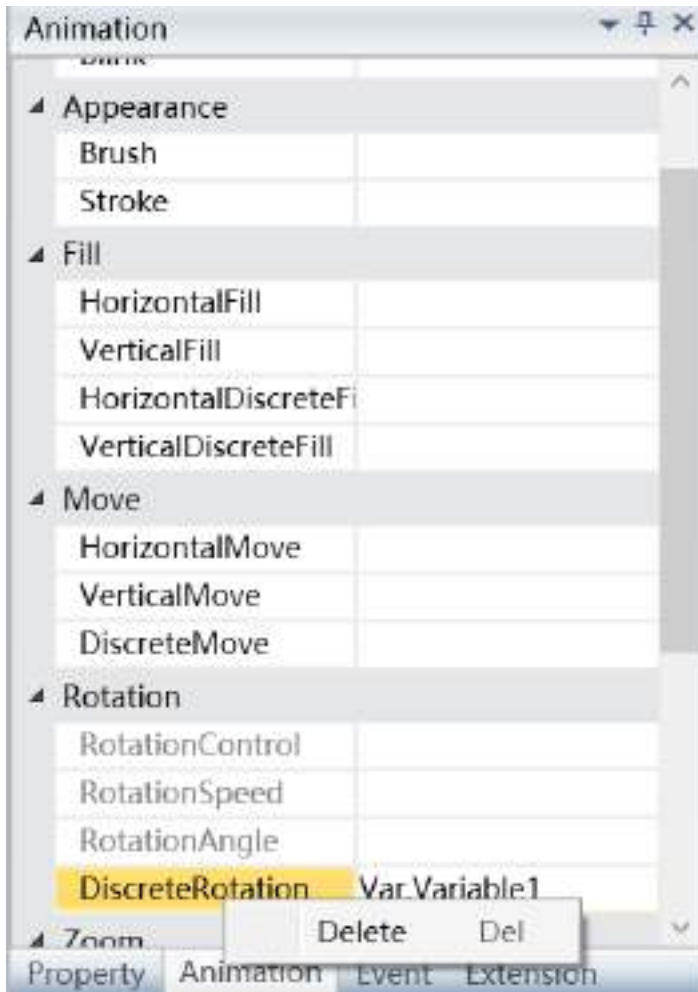 Animation
Blink
Appearance
Brush
Stroke
Fill
HorizontalFill
VerticalFill
HorizontalDiscreteFi
VerticalDiscreteFill
Move
HorizontalMove
VerticalMove
DiscreteMove
Rotation
RotationControl
RotationSpeed
RotationAngle
DiscreteRotation Var.Variable1
Delete Del
Zoom
Property Animation Event Extension